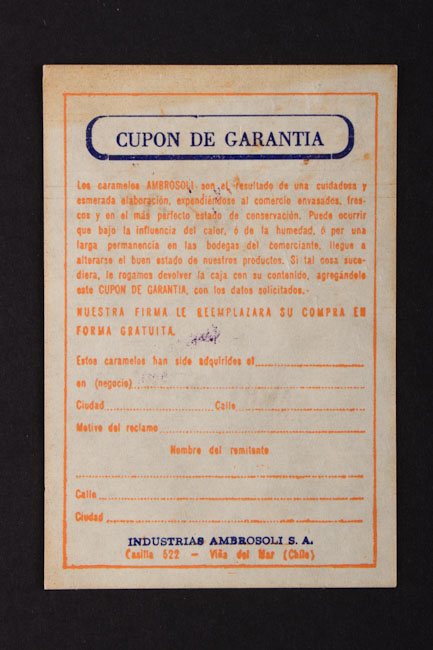 CUPON DE GARANTIA
Los caramelos AMBROSOLI son el resultado de una cuidadosa y
esmerada elaboración, expendiéndose al comercio envasados, fres-
cos y en el más perfecto estado de conservación. Puede ocurrir
que bajo la influencia del calor, ó de la humedad, ó per una
larga permanencia en las bodegas del comerciante, llegue a
alterarse el buen estado de nuestros productos. Si tal cosa suce-
diera, le rogamos devolver la caja con su contenido, agregándole
este CUPON DE GARANTIA, con los datos solicitados.-
NUESTRA FIRMA LE REEMPLAZARA SU COMPRA EN
FORMA GRATUITA.
Estos caramelos han side adquirides el
en (negocio)
Ciudad Calle
Motivo del reclamo
Nombre del remitente
Calle
Ciudad
INDUSTRIAS AMBROSOLI S. A.
Casilla 522 — Viña del Mar (Chile)